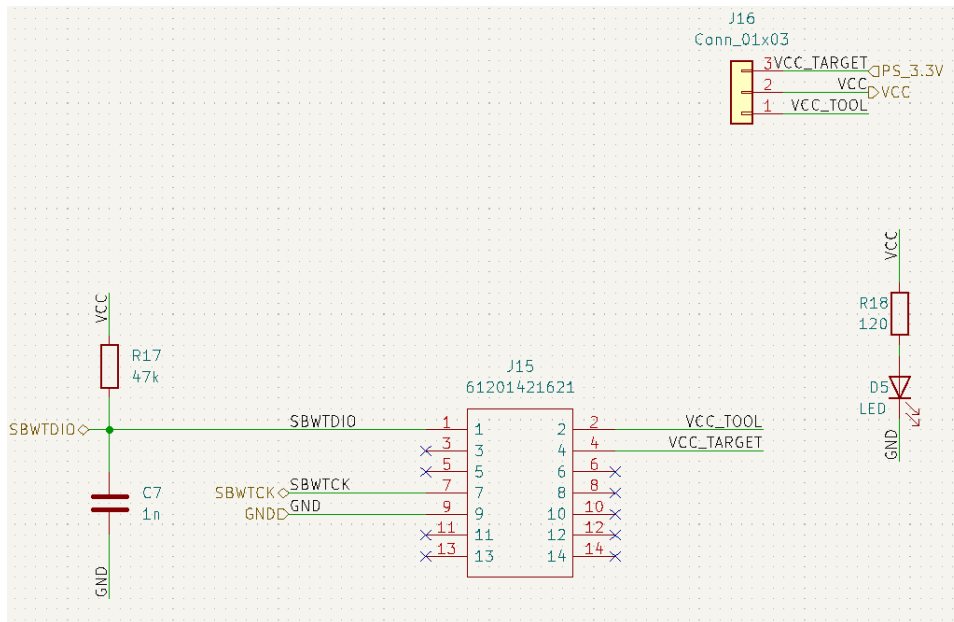 J16
Conn_01x03
3 VCC_TARGET PS_3.3V
2 VCC VCC
1 VCC_TOOL
VCC
R18
120
D5
LED
GND
VCC
R17
47k
J15
61201421621
SBWTDIO SBWTDIO 1 1 2 2 VCC_TOOL
3 3 4 4 VCC_TARGET
5 5 6 6
SBWTCK SBWTCK 7 7 8 8
GND GND 9 9 10 10
11 11 12 12
13 13 14 14
C7
1n
GND